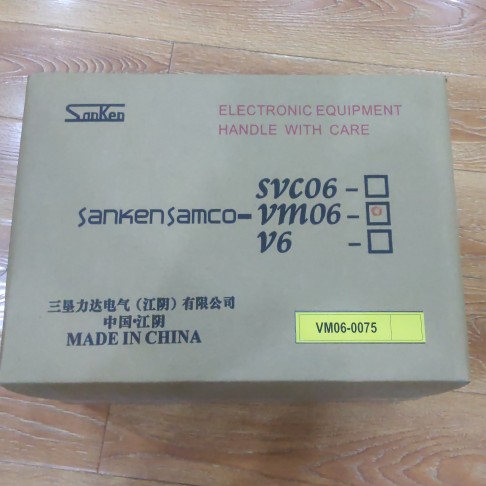 SanKen
ELECTRONIC EQUIPMENT
HANDLE WITH CARE
SVC06-
sankensamco-VM06-
V6 -
三垦力达电气（江阴）有限公司
中国·江阴
MADE IN CHINA
VM06-0075